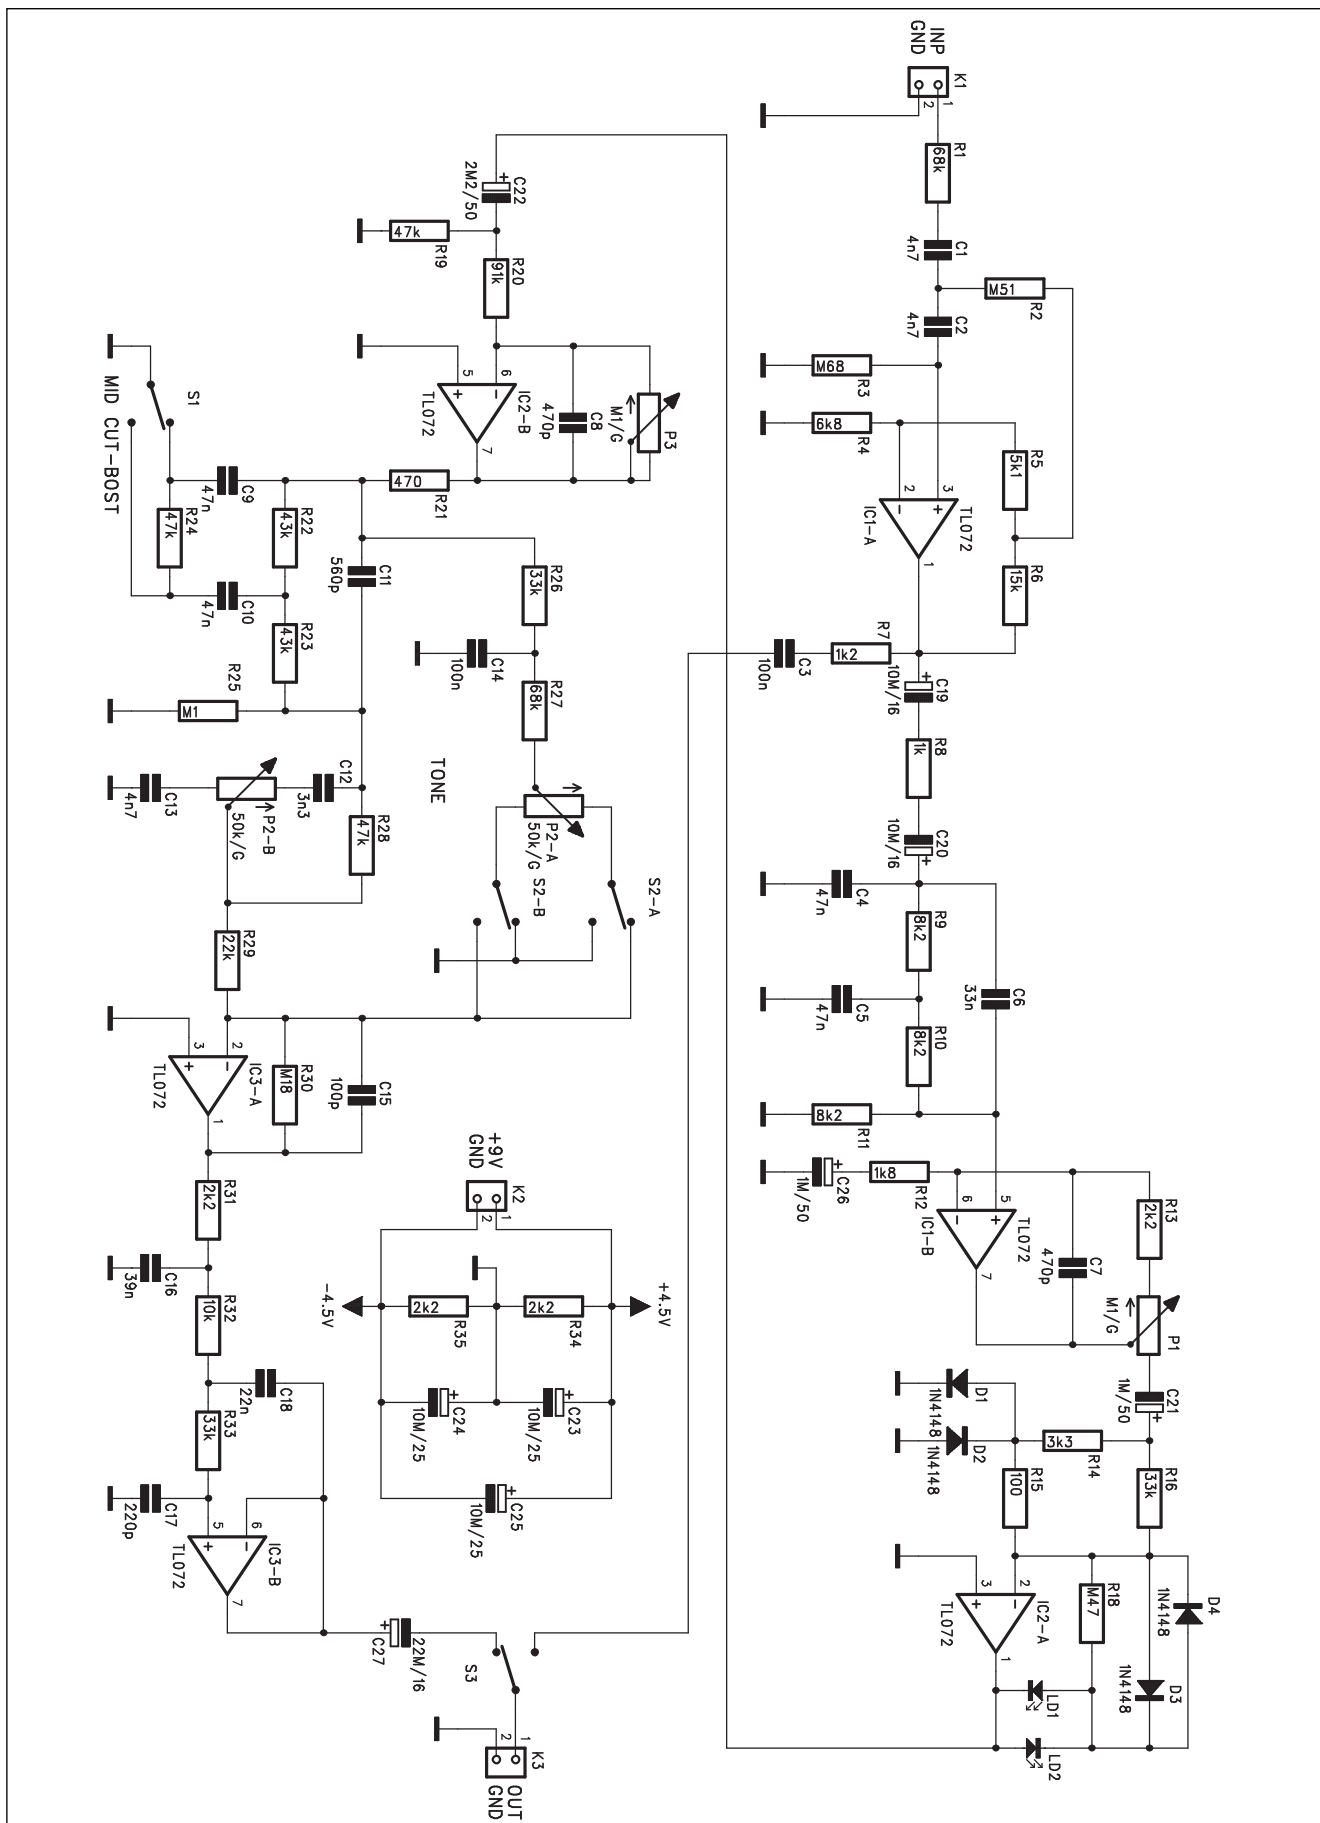 INP
GND
K1
1
2
R1
68k
C1
4n7
M51
R2
C2
4n7
M68
R3
6k8
R4
R5
5k1
3
+
2
−
TL072
IC1-A
1
R6
15k
R7
1k2
C3
100n
C19
+
10M/16
R8
1k
C20
+
10M/16
C4
47n
R9
8k2
C5
47n
C6
33n
R10
8k2
8k2
R11
C26
+
1M/50
1k8
R12
6
−
5
+
TL072
IC1-B
7
R13
2k2
C7
470p
P1
M1/G
C21
+
1M/50
D1
1N4148
D2
1N4148
3k3
R14
R15
100
R16
33k
2
−
3
+
IC2-A
TL072
1
R18
M47
D4
1N4148
D3
1N4148
LD1
LD2
C22
+
2M2/50
47k
R19
R20
91k
5
+
6
−
IC2-B
TL072
7
C8
470p
P3
M1/G
S1
MID CUT-BOST
470
R21
C9
47n
R24
47k
R22
43k
C10
47n
R23
43k
C11
560p
R26
33k
C14
100n
R27
68k
TONE
R25
M1
C12
3n3
C13
4n7
P2-B
50k/G
R28
47k
P2-A
50k/G
S2-B
S2-A
R29
22k
3
+
2
−
IC3-A
TL072
1
R30
M18
C15
100p
R31
2k2
C16
39n
R32
10k
C18
22n
R33
33k
C17
220p
5
+
6
−
IC3-B
TL072
7
+9V
GND
K2
1
2
-4.5V
+4.5V
2k2
R35
2k2
R34
C24
+
10M/25
C23
+
10M/25
C25
+
10M/25
C27
+
22M/16
S3
1
2
K3
OUT
GND